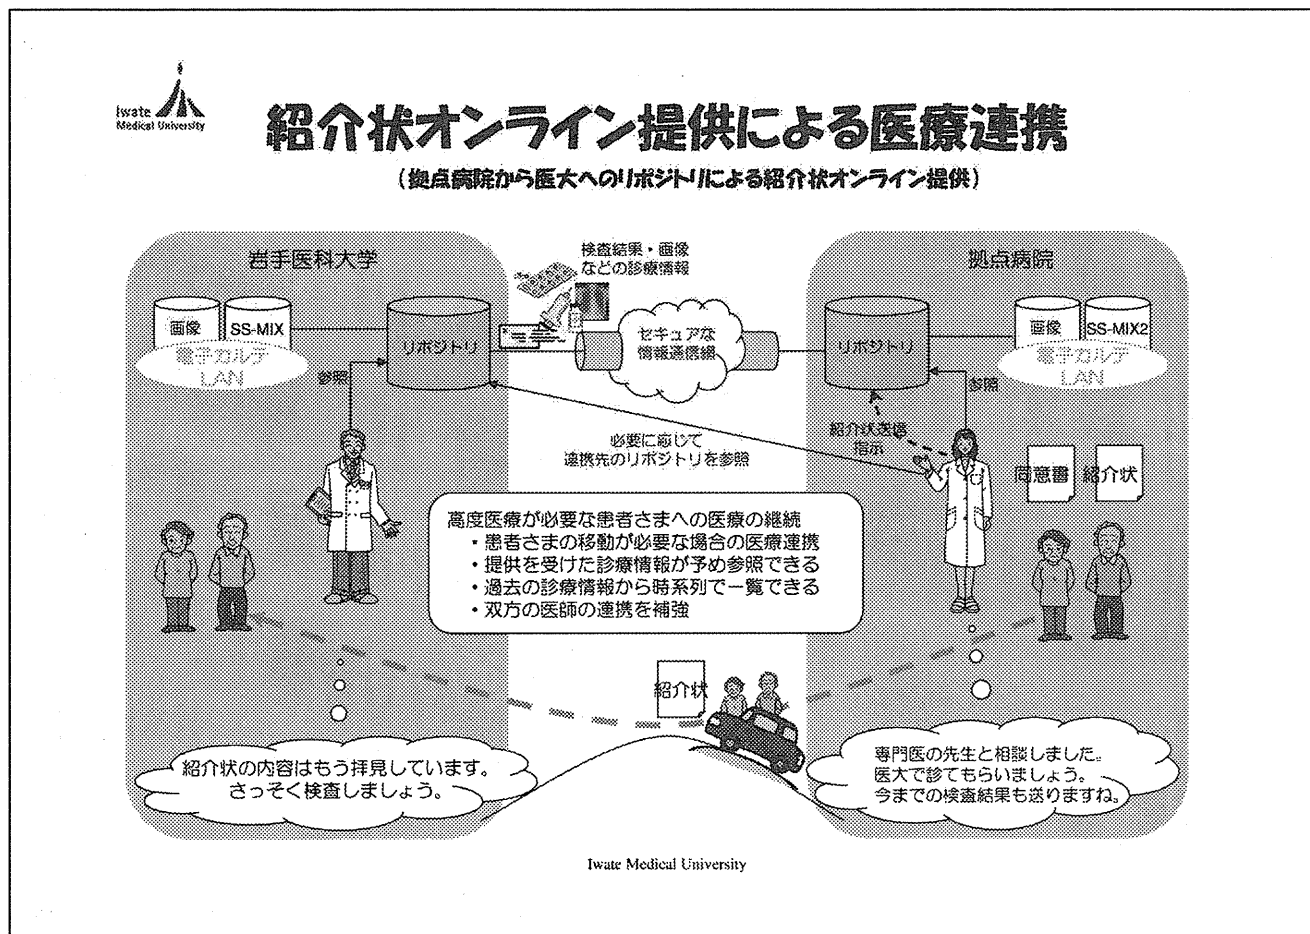 Iwate
Medical University
紹介状オンライン提供による医療連携
(拠点病院から医大へのリポジトリによる紹介状オンライン提供)
岩手医科大学
検査結果・画像
などの診療情報
拠点病院
画像
SS-MIX
電子カルテ
LAN
リポジトリ
セキュアな
情報通信網
リポジトリ
画像
SS-MIX2
電子カルテ
LAN
参照
参照
必要に応じて
連携先のリポジトリを参照
紹介状送信
指示
同意書
紹介状
高度医療が必要な患者さまへの医療の継続
・患者さまの移動が必要な場合の医療連携
・提供を受けた診療情報が予め参照できる
・過去の診療情報から時系列で一覧できる
・双方の医師の連携を補強
紹介状
紹介状の内容はもう拝見しています。
さっそく検査しましょう。
専門医の先生と相談しました。
医大で診てもらいましょう。
今までの検査結果も送りますね。
Iwate Medical University